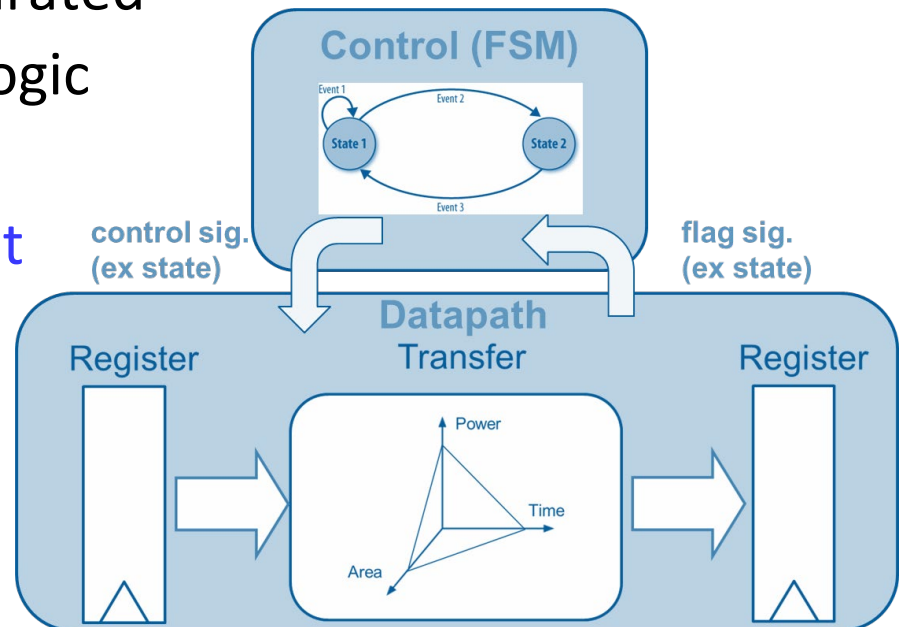 ogic
Control (FSM)
Event 1
Event 2
State 1
State 2
Event 3
control sig.
(ex state)
flag sig.
(ex state)
Datapath
Register
Transfer
Register
Power
Time
Area